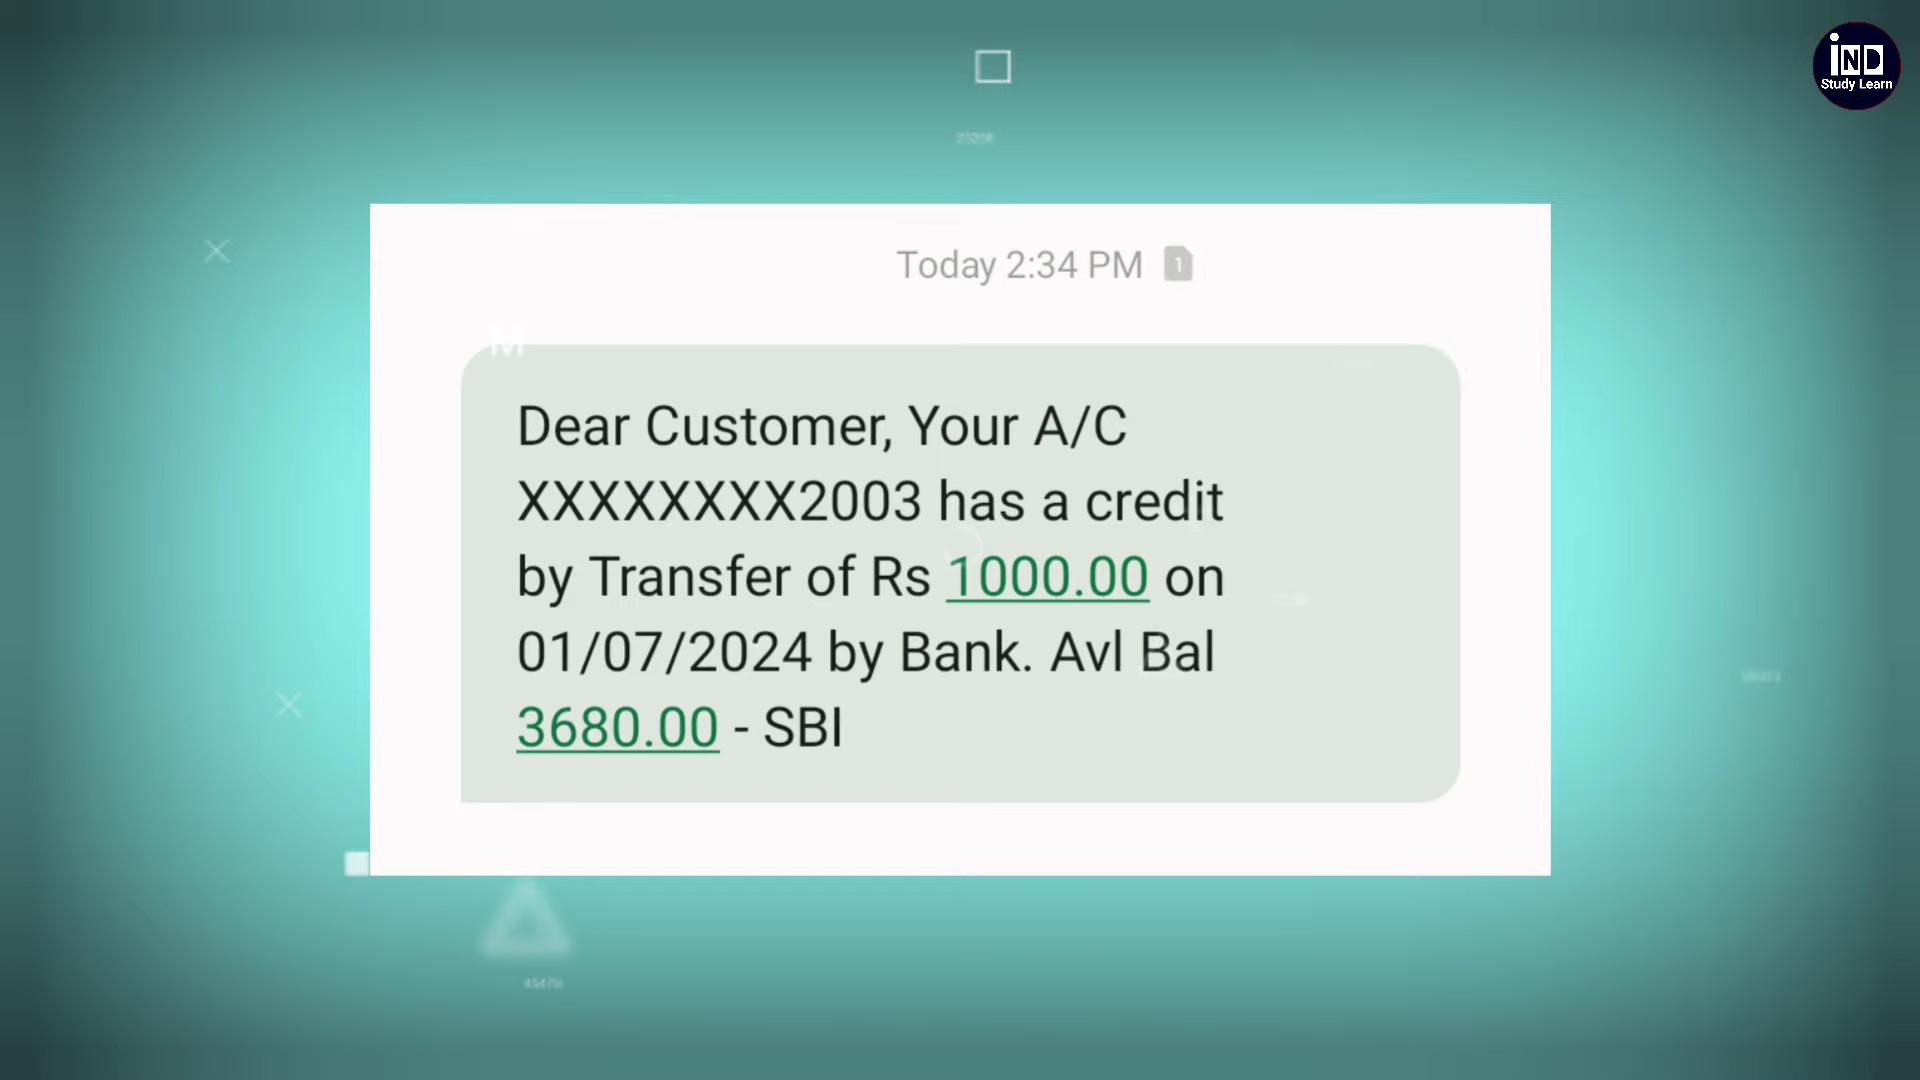 iND
Study Learn
Today 2:34 PM 1
Dear Customer, Your A/C
XXXXXXXX2003 has a credit
by Transfer of Rs 1000.00 on
01/07/2024 by Bank. Avl Bal
3680.00 - SBI
M